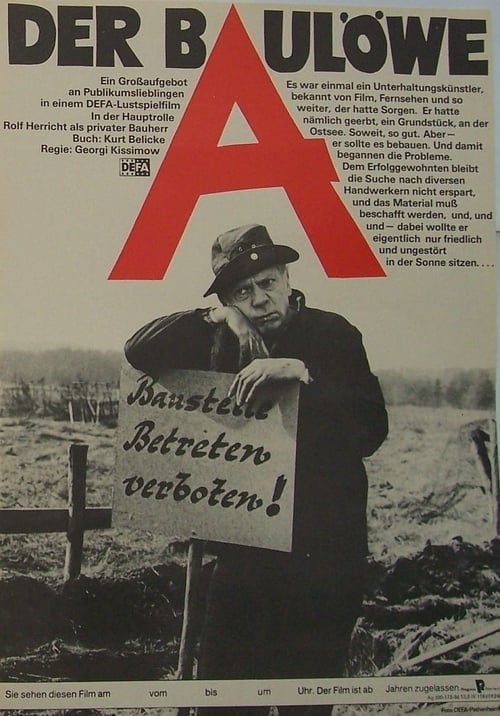 DER BAULÖWE
Ein Großaufgebot
an Publikumslieblingen
in einem DEFA-Lustspielfilm
In der Hauptrolle
Rolf Herricht als privater Bauherr
Buch: Kurt Belicke
Regie: Georgi Kissimow
DEFA
Es war einmal ein Unterhaltungskünstler,
bekannt von Film, Fernsehen und so
weiter, der hatte Sorgen. Er hatte
nämlich geerbt, ein Grundstück, an der
Ostsee. Soweit, so gut. Aber—
er sollte es bebauen. Und damit
begannen die Probleme.
Dem Erfolggewohnten bleibt
die Suche nach diversen
Handwerkern nicht erspart,
und das Material muß
beschafft werden, und, und
und— dabei wollte er
eigentlich nur friedlich
und ungestört
in der Sonne sitzen. . . .
Baustelle
Betreten
verboten!
Sie sehen diesen Film am vom bis um Uhr. Der Film ist ab Jahren zugelassen
Foto DEFA-Pathenheimer